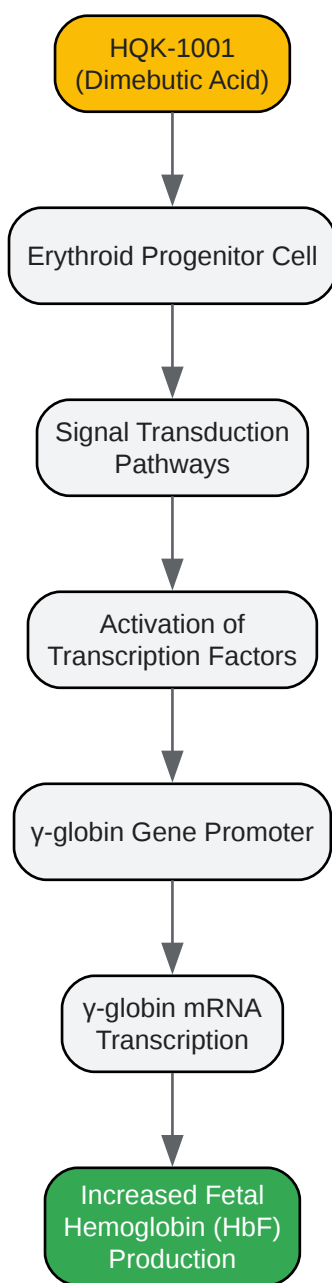 HQK-1001
(Dimebutic Acid)
Erythroid Progenitor Cell
Signal Transduction
Pathways
Activation of
Transcription Factors
γ-globin Gene Promoter
γ-globin mRNA
Transcription
Increased Fetal
Hemoglobin (HbF)
Production